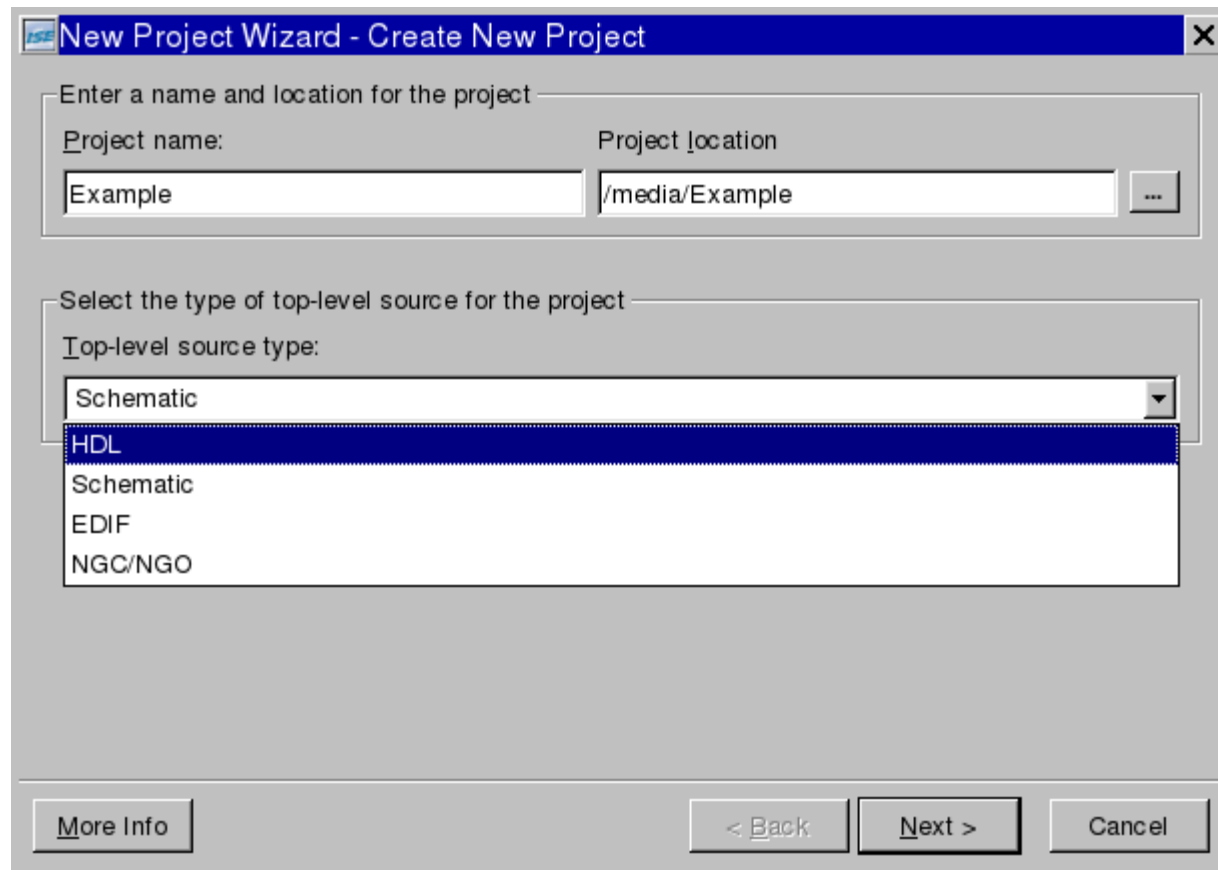 ISE New Project Wizard - Create New Project
Enter a name and location for the project
Project name: Project location
Example /media/Example ...
Select the type of top-level source for the project
Top-level source type:
Schematic
HDL
Schematic
EDIF
NGC/NGO
More Info < Back Next > Cancel